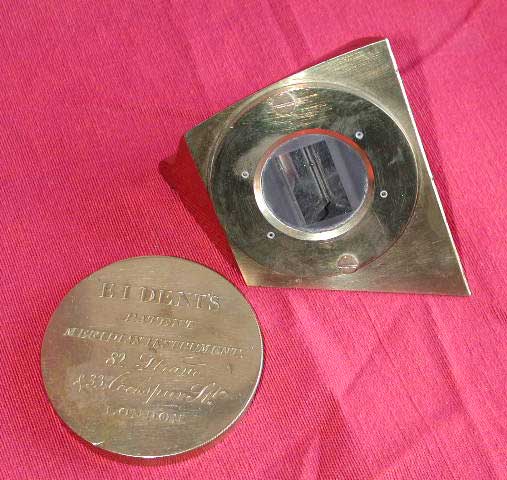 E I DENT'S
PATENT
MERIDIAN INSTRUMENT
82 Strand
& 33 Cockspur St.
LONDON